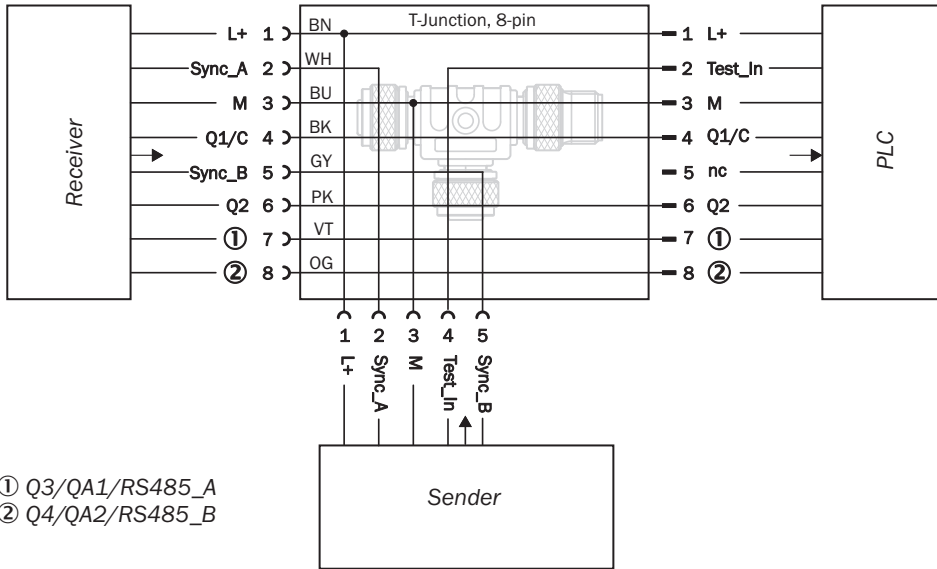 T-Junction, 8-pin
L+ 1 BN 1 L+
Sync_A 2 WH 2 Test_In
M 3 BU 3 M
Q1/C 4 BK 4 Q1/C
Sync_B 5 GY 5 nc
Q2 6 PK 6 Q2
① 7 VT 7 ①
② 8 OG 8 ②
Receiver
PLC
1 2 3 4 5
L+ Sync_A M Test_In Sync_B
Sender
① Q3/QA1/RS485_A
② Q4/QA2/RS485_B